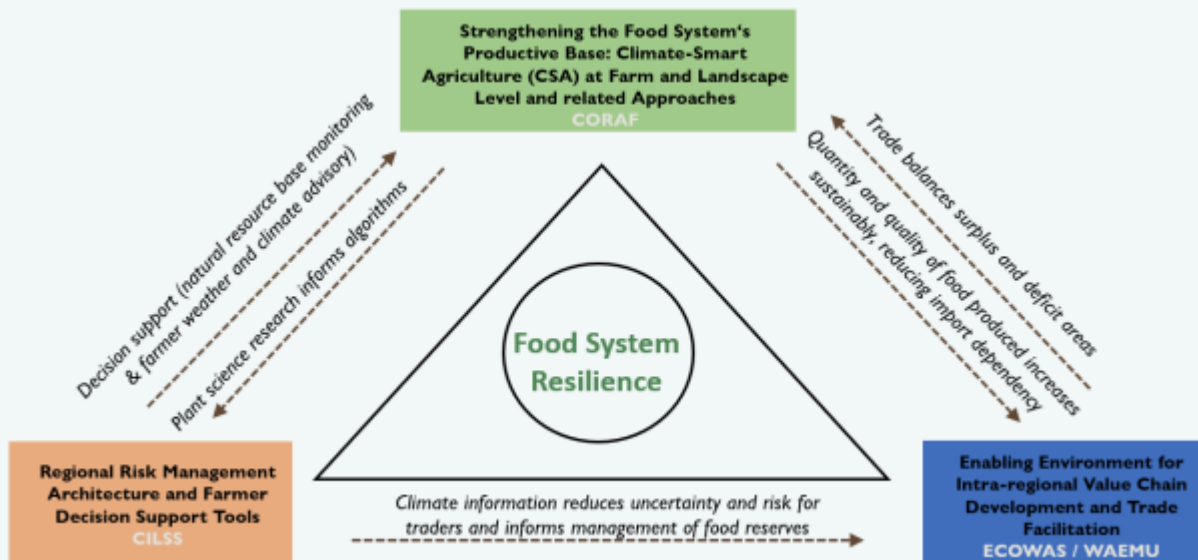 Strengthening the Food System's
Productive Base: Climate-Smart
Agriculture (CSA) at Farm and Landscape
Level and related Approaches
CORAF
Decision support (natural resource base monitoring
& farmer weather and climate advisory)
Plant science research informs algorithms
Trade balances surplus and deficit areas
Quantity and quality of food produced increases
sustainably, reducing import dependency
Food System
Resilience
Regional Risk Management
Architecture and Farmer
Decision Support Tools
CILSS
Climate information reduces uncertainty and risk for
traders and informs management of food reserves
Enabling Environment for
Intra-regional Value Chain
Development and Trade
Facilitation
ECOWAS / WAEMU